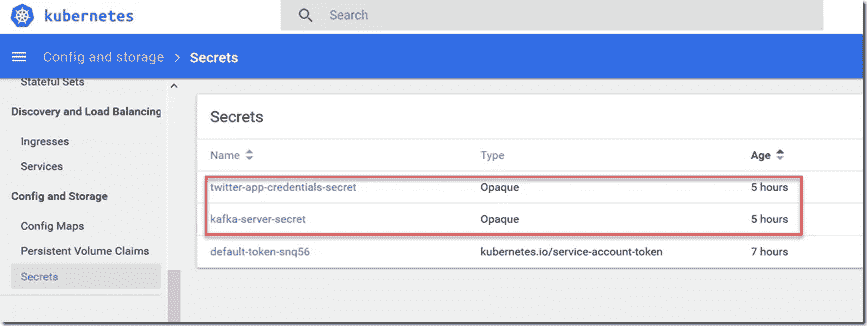 kubernetes
Search
Config and storage > Secrets
Stateful Sets
Discovery and Load Balancing
Ingresses
Services
Config and Storage
Config Maps
Persistent Volume Claims
Secrets
Secrets
Name Type Age
twitter-app-credentials-secret Opaque 5 hours
kafka-server-secret Opaque 5 hours
default-token-snq56 kubernetes.io/service-account-token 7 hours